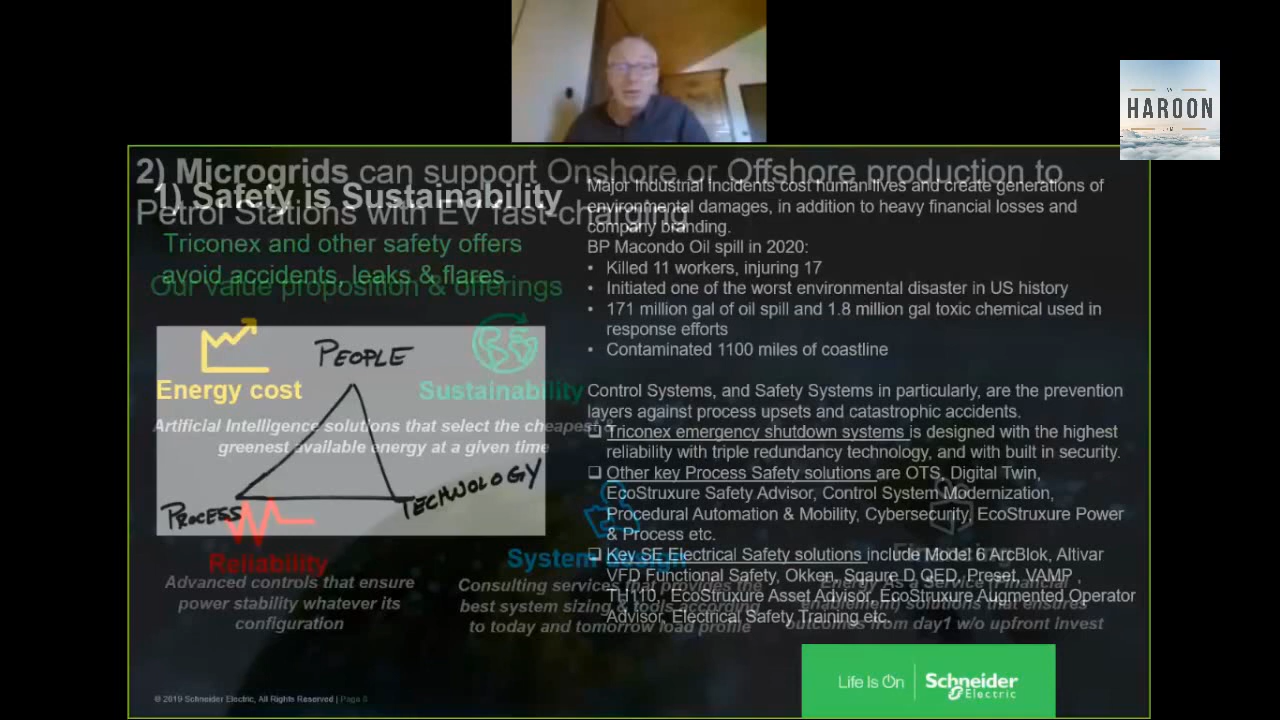 HAROON
2) Microgrids can support Onshore or Offshore production to
Petrol Stations with EV fast-charging
Our value proposition & offerings
1) Safety is Sustainability
Triconex and other safety offers
avoid accidents, leaks & flares
PEOPLE
PROCESS
TECHNOLOGY
Energy cost
Sustainability
Artificial Intelligence solutions that select the cheapest
greenest available energy at a given time
Reliability
Advanced controls that ensure
power stability whatever its
configuration
System design
Consulting services that provides the
best system sizing & tools according
to today and tomorrow load profile
Energy As a Service (financial
enablement) solutions that ensures
outcomes from day1 w/o upfront invest
Major Industrial Incidents cost human lives and create generations of
environmental damages, in addition to heavy financial losses and
company branding.
BP Macondo Oil spill in 2020:
• Killed 11 workers, injuring 17
• Initiated one of the worst environmental disaster in US history
• 171 million gal of oil spill and 1.8 million gal toxic chemical used in
response efforts
• Contaminated 1100 miles of coastline
Control Systems, and Safety Systems in particularly, are the prevention
layers against process upsets and catastrophic accidents.
❑ Triconex emergency shutdown systems is designed with the highest
reliability with triple redundancy technology, and with built in security.
❑ Other key Process Safety solutions are OTS, Digital Twin,
EcoStruxure Safety Advisor, Control System Modernization,
Procedural Automation & Mobility, Cybersecurity, EcoStruxure Power
& Process etc.
❑ Key SE Electrical Safety solutions include Model 6 ArcBlok, Altivar
VFD Functional Safety, Okken, Sqaure D QED, Preset, VAMP ,
TH110 , EcoStruxure Asset Advisor, EcoStruxure Augmented Operator
Advisor, Electrical Safety Training etc.
© 2019 Schneider Electric, All Rights Reserved | Page
Life Is On | Schneider
Electric